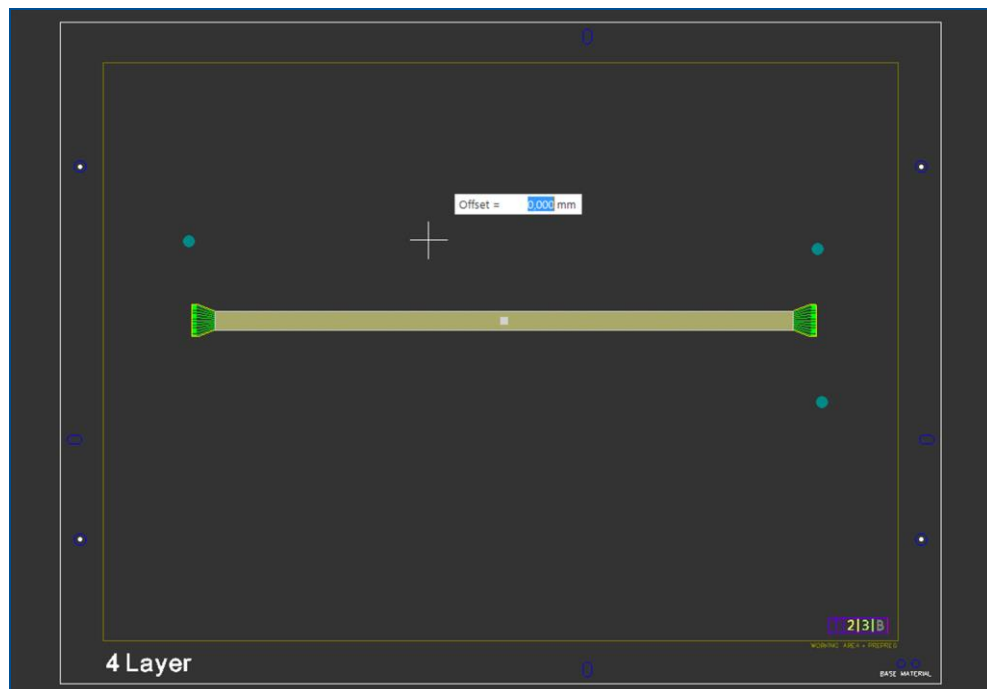 Offset = 0,000 mm
2|3|B
WORKING AREA + PREPREG
4 Layer
BASE MATERIAL